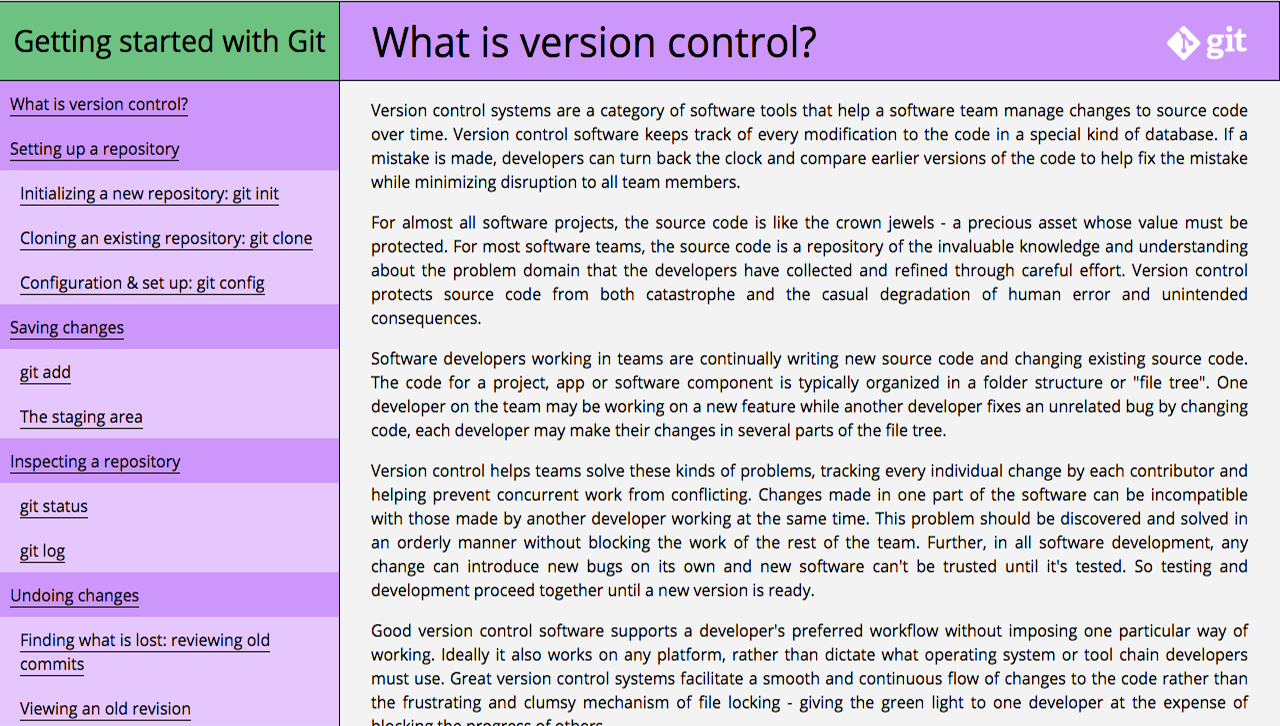 Getting started with Git
What is version control?
Setting up a repository
Initializing a new repository: git init
Cloning an existing repository: git clone
Configuration & set up: git config
Saving changes
git add
The staging area
Inspecting a repository
git status
git log
Undoing changes
Finding what is lost: reviewing old
commits
Viewing an old revision
What is version control?
git
Version control systems are a category of software tools that help a software team manage changes to source code
over time. Version control software keeps track of every modification to the code in a special kind of database. If a
mistake is made, developers can turn back the clock and compare earlier versions of the code to help fix the mistake
while minimizing disruption to all team members.
For almost all software projects, the source code is like the crown jewels - a precious asset whose value must be
protected. For most software teams, the source code is a repository of the invaluable knowledge and understanding
about the problem domain that the developers have collected and refined through careful effort. Version control
protects source code from both catastrophe and the casual degradation of human error and unintended
consequences.
Software developers working in teams are continually writing new source code and changing existing source code.
The code for a project, app or software component is typically organized in a folder structure or "file tree". One
developer on the team may be working on a new feature while another developer fixes an unrelated bug by changing
code, each developer may make their changes in several parts of the file tree.
Version control helps teams solve these kinds of problems, tracking every individual change by each contributor and
helping prevent concurrent work from conflicting. Changes made in one part of the software can be incompatible
with those made by another developer working at the same time. This problem should be discovered and solved in
an orderly manner without blocking the work of the rest of the team. Further, in all software development, any
change can introduce new bugs on its own and new software can't be trusted until it's tested. So testing and
development proceed together until a new version is ready.
Good version control software supports a developer's preferred workflow without imposing one particular way of
working. Ideally it also works on any platform, rather than dictate what operating system or tool chain developers
must use. Great version control systems facilitate a smooth and continuous flow of changes to the code rather than
the frustrating and clumsy mechanism of file locking - giving the green light to one developer at the expense of
blocking the progress of others.